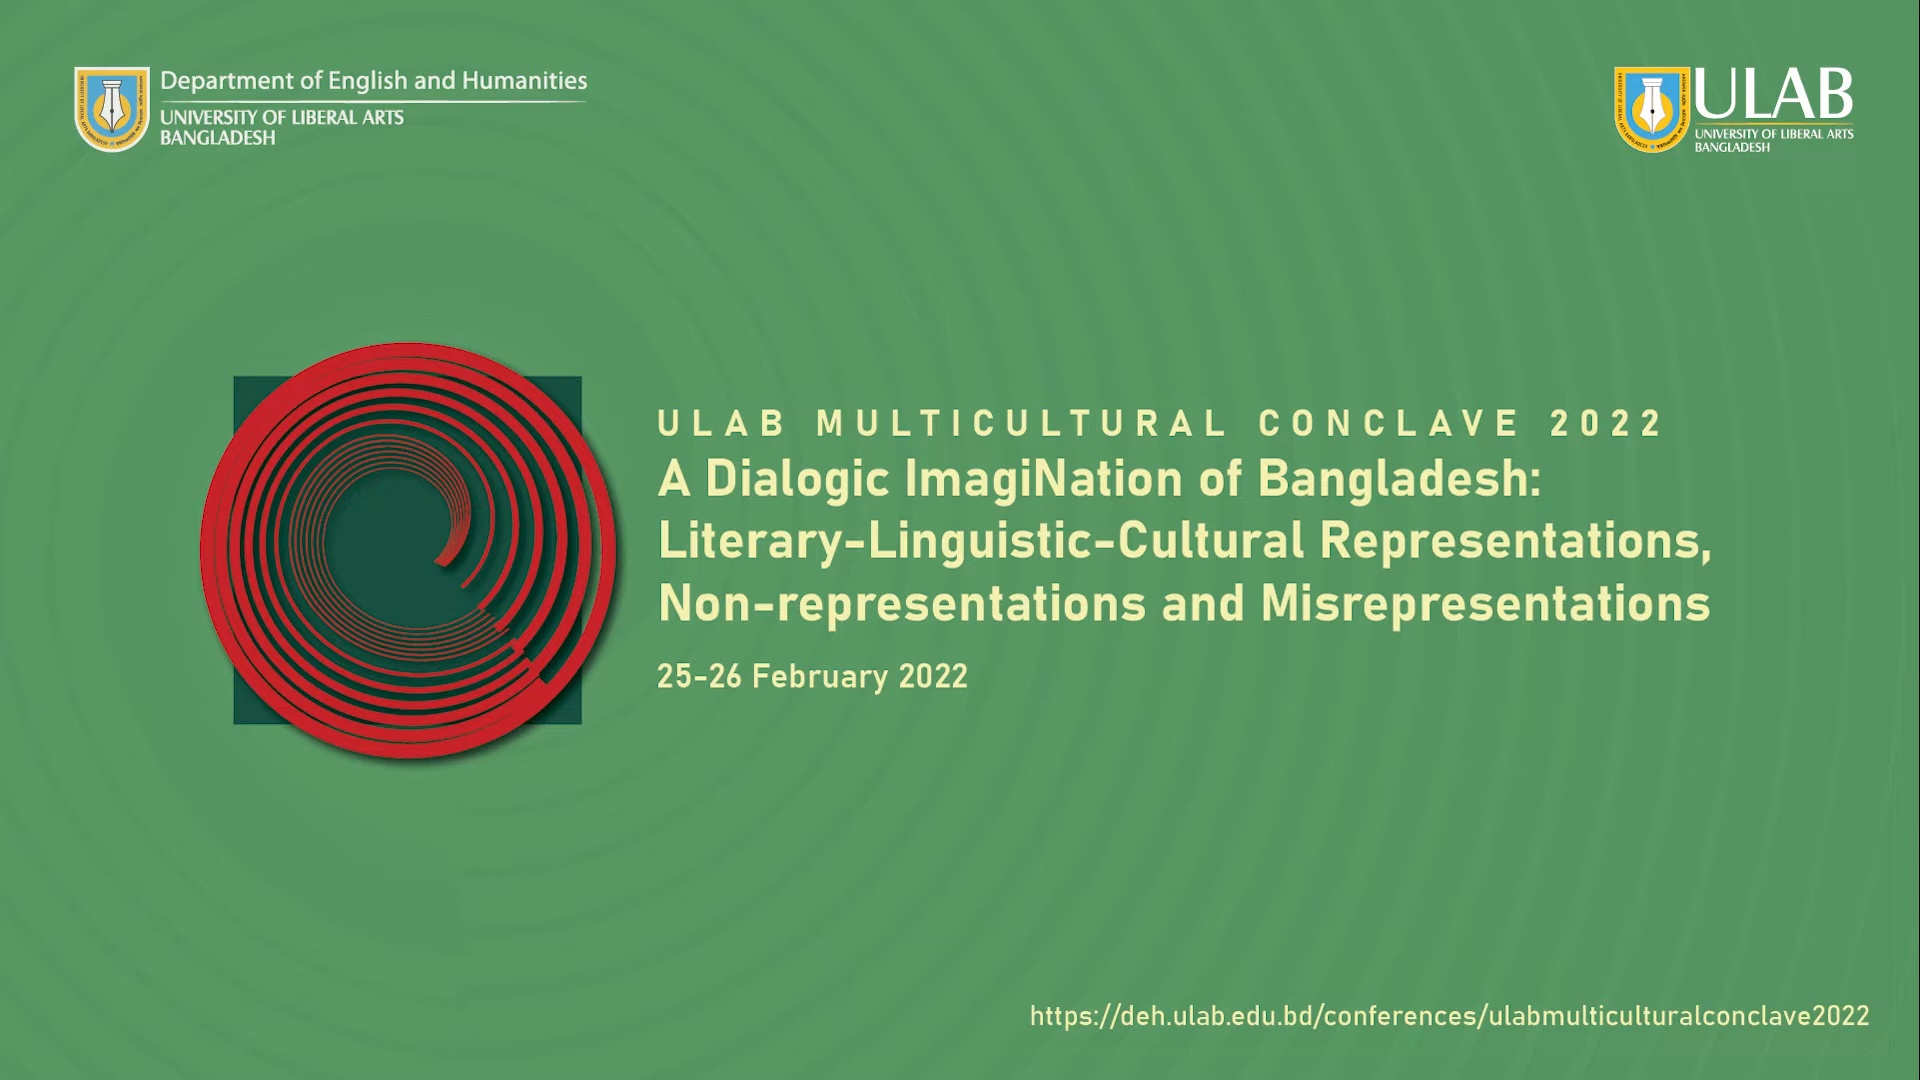 Department of English and Humanities
UNIVERSITY OF LIBERAL ARTS
BANGLADESH
ULAB
UNIVERSITY OF LIBERAL ARTS
BANGLADESH
ULAB MULTICULTURAL CONCLAVE 2022
A Dialogic ImagiNation of Bangladesh:
Literary-Linguistic-Cultural Representations,
Non-representations and Misrepresentations
25-26 February 2022
https://deh.ulab.edu.bd/conferences/ulabmulticulturalconclave2022